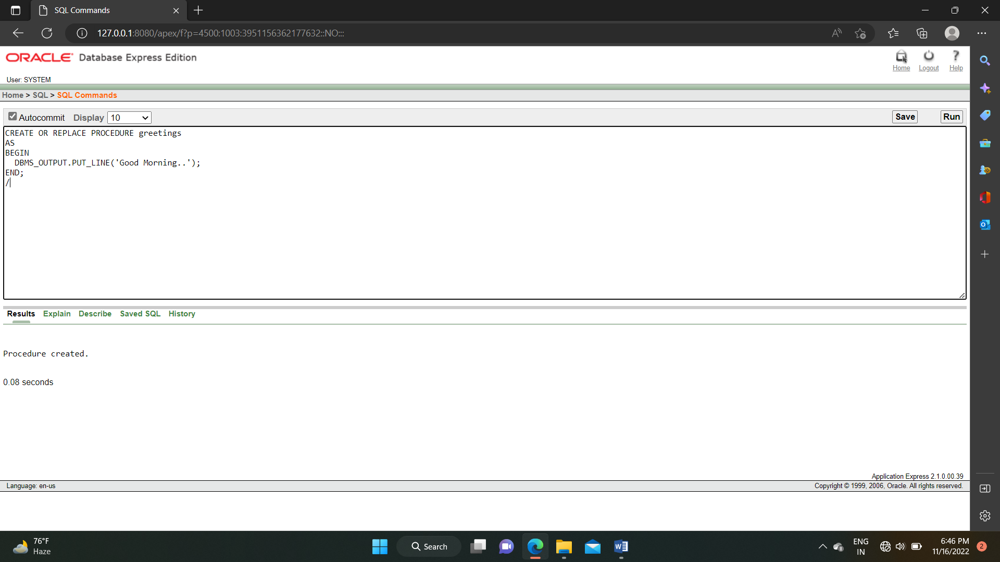 SQL Commands
127.0.0.1:8080/apex/f?p=4500:1003:3951156362177632::NO:::
ORACLE Database Express Edition
Home Logout Help
User: SYSTEM
Home > SQL > SQL Commands
Autocommit Display 10 Save Run
CREATE OR REPLACE PROCEDURE greetings
AS
BEGIN
DBMS_OUTPUT.PUT_LINE('Good Morning..');
END;
/
Results Explain Describe Saved SQL History
Procedure created.
0.08 seconds
Application Express 2.1.0.00.39
Language: en-us Copyright © 1999, 2006, Oracle. All rights reserved.
76°F
Haze
Search
ENG
IN
6:46 PM
11/16/2022
2